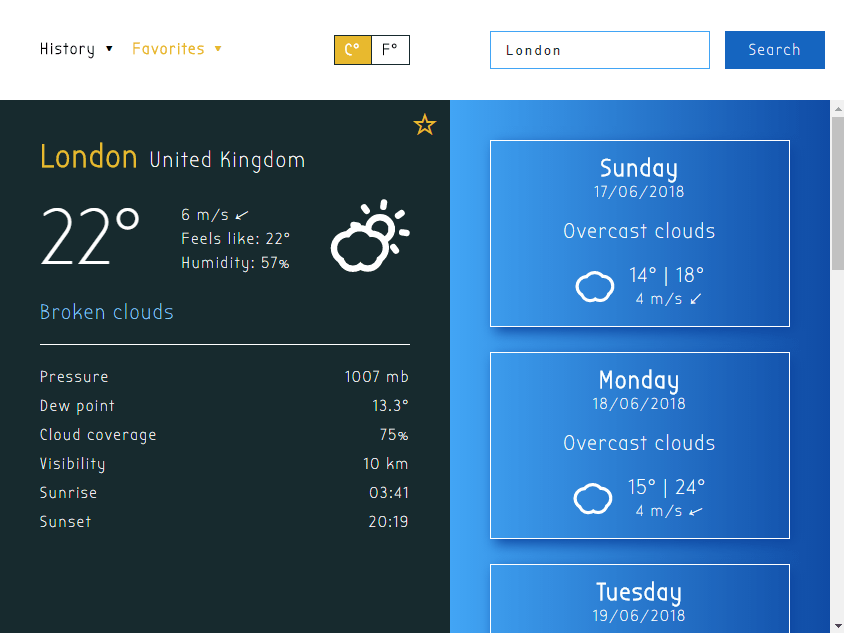 History ▼ Favorites ▼ C° F° London Search
London United Kingdom
22°
6 m/s ↙
Feels like: 22°
Humidity: 57%
Broken clouds
Pressure 1007 mb
Dew point 13.3°
Cloud coverage 75%
Visibility 10 km
Sunrise 03:41
Sunset 20:19
Sunday
17/06/2018
Overcast clouds
14° | 18°
4 m/s ↙
Monday
18/06/2018
Overcast clouds
15° | 24°
4 m/s ↙
Tuesday
19/06/2018